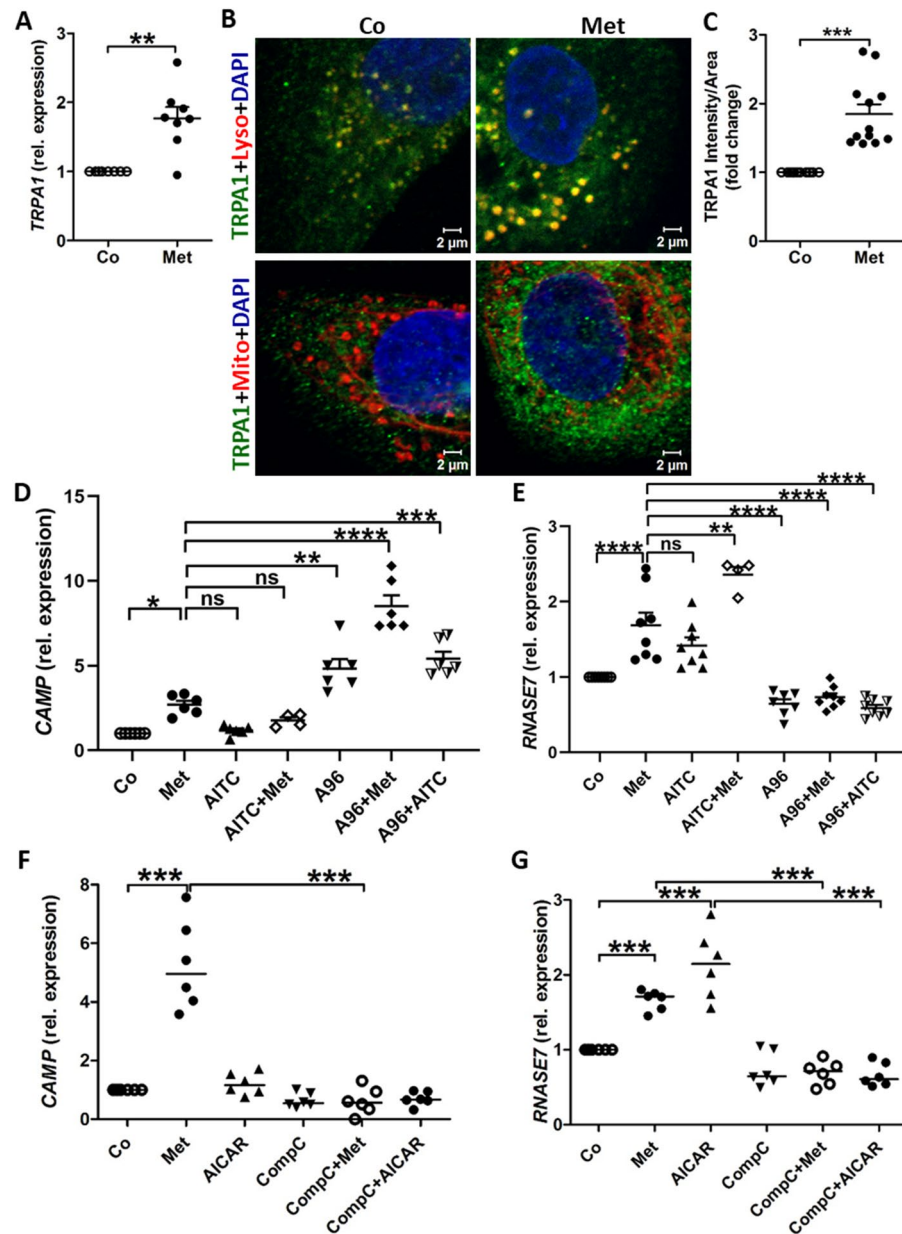 A
TRPA1 (rel. expression)
3
2
1
0
**
Co
Met
B
Co
Met
TRPA1+Lyso+DAPI
2 µm
2 µm
TRPA1+Mito+DAPI
2 µm
2 µm
C
TRPA1 Intensity/Area
(fold change)
3
2
1
0
***
Co
Met
D
CAMP (rel. expression)
15
10
5
0
***
****
**
ns
ns
*
Co
Met
AITC
AITC+Met
A96
A96+Met
A96+AITC
E
RNASE7 (rel. expression)
3
2
1
0
****
****
****
**
ns
****
Co
Met
AITC
AITC+Met
A96
A96+Met
A96+AITC
F
CAMP (rel. expression)
8
6
4
2
0
***
***
Co
Met
AICAR
CompC
CompC+Met
CompC+AICAR
G
RNASE7 (rel. expression)
3
2
1
0
***
***
***
***
Co
Met
AICAR
CompC
CompC+Met
CompC+AICAR